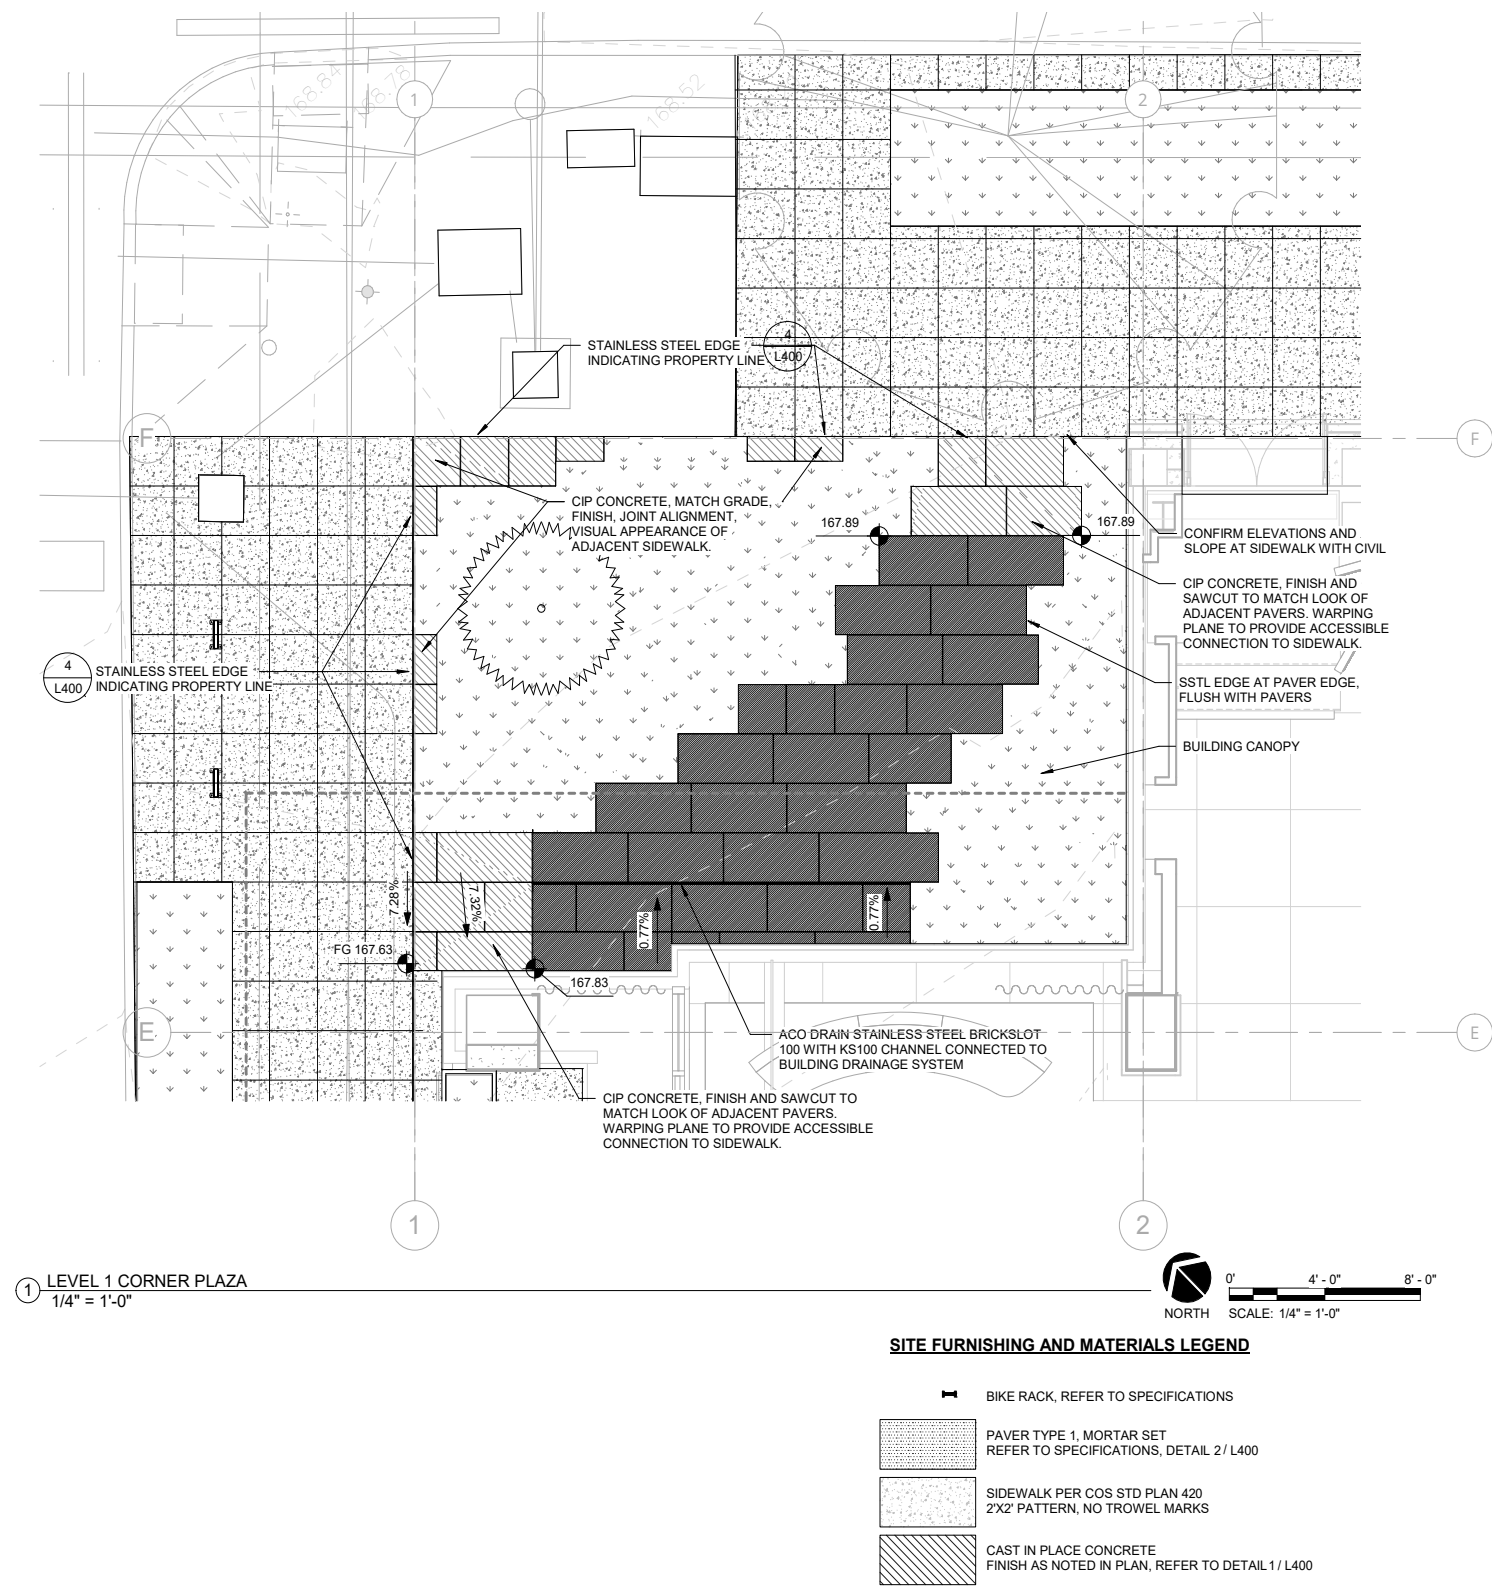 168.84
168.78
168.52
1
2
STAINLESS STEEL EDGE
INDICATING PROPERTY LINE
4
L400
F
F
CIP CONCRETE, MATCH GRADE,
FINISH, JOINT ALIGNMENT,
VISUAL APPEARANCE OF
ADJACENT SIDEWALK.
167.89
167.89
CONFIRM ELEVATIONS AND
SLOPE AT SIDEWALK WITH CIVIL
CIP CONCRETE, FINISH AND
SAWCUT TO MATCH LOOK OF
ADJACENT PAVERS. WARPING
PLANE TO PROVIDE ACCESSIBLE
CONNECTION TO SIDEWALK.
4
L400
STAINLESS STEEL EDGE
INDICATING PROPERTY LINE
SSTL EDGE AT PAVER EDGE,
FLUSH WITH PAVERS
BUILDING CANOPY
7.28%
7.32%
0.77%
0.77%
FG 167.63
167.83
E
E
ACO DRAIN STAINLESS STEEL BRICKSLOT
100 WITH KS100 CHANNEL CONNECTED TO
BUILDING DRAINAGE SYSTEM
CIP CONCRETE, FINISH AND SAWCUT TO
MATCH LOOK OF ADJACENT PAVERS.
WARPING PLANE TO PROVIDE ACCESSIBLE
CONNECTION TO SIDEWALK.
1
2
1
LEVEL 1 CORNER PLAZA
1/4" = 1'-0"
NORTH
0'
4' - 0"
8' - 0"
SCALE: 1/4" = 1'-0"
SITE FURNISHING AND MATERIALS LEGEND
BIKE RACK, REFER TO SPECIFICATIONS
PAVER TYPE 1, MORTAR SET
REFER TO SPECIFICATIONS, DETAIL 2 / L400
SIDEWALK PER COS STD PLAN 420
2'X2' PATTERN, NO TROWEL MARKS
CAST IN PLACE CONCRETE
FINISH AS NOTED IN PLAN, REFER TO DETAIL 1 / L400